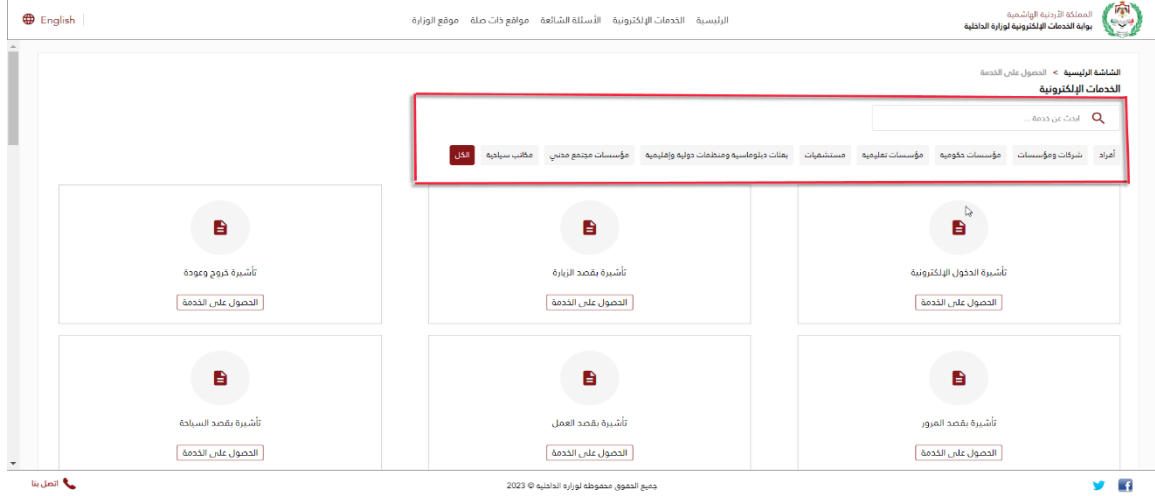 المملكة الأردنية الهاشمية
بوابة الخدمات الإلكترونية لوزارة الداخلية
الرئيسية الخدمات الإلكترونية الأسئلة الشائعة مواقع ذات صلة موقع الوزارة
English
الشاشة الرئيسية > الحصول على الخدمة
الخدمات الإلكترونية
ابحث عن خدمة ...
أفراد شركات ومؤسسات مؤسسات حكومية مؤسسات تعليمية مستشفيات بعثات دبلوماسية ومنظمات دولية وإقليمية مؤسسات مجتمع مدني مكاتب سياحية الكل
تأشيرة الدخول الإلكترونية تأشيرة بقصد الزيارة تأشيرة خروج وعودة
الحصول على الخدمة الحصول على الخدمة الحصول على الخدمة
تأشيرة بقصد المرور تأشيرة بقصد العمل تأشيرة بقصد السياحة
الحصول على الخدمة الحصول على الخدمة الحصول على الخدمة
جميع الحقوق محفوظة لوزارة الداخلية © 2023
اتصل بنا